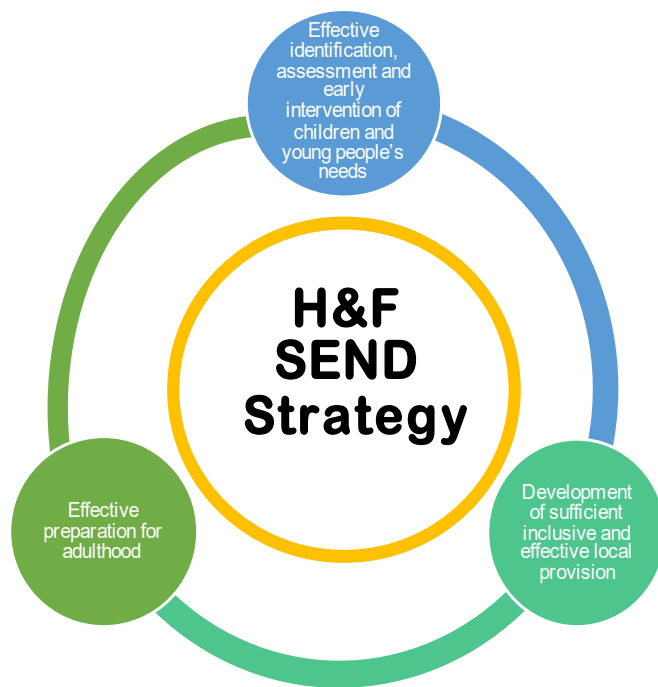 Effective
identification,
assessment and
early
intervention of
children and
young people's
needs
H&F
SEND
Strategy
Effective
preparation for
adulthood
Development
of sufficient
inclusive and
effective local
provision